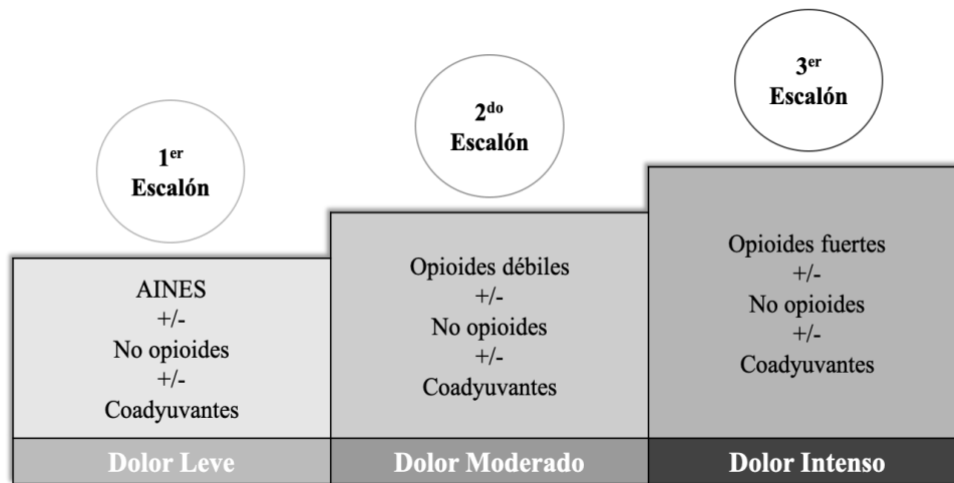 1er
Escalón
AINES
+/-
No opioides
+/-
Coadyuvantes
Dolor Leve
2do
Escalón
Opioides débiles
+/-
No opioides
+/-
Coadyuvantes
Dolor Moderado
3er
Escalón
Opioides fuertes
+/-
No opioides
+/-
Coadyuvantes
Dolor Intenso